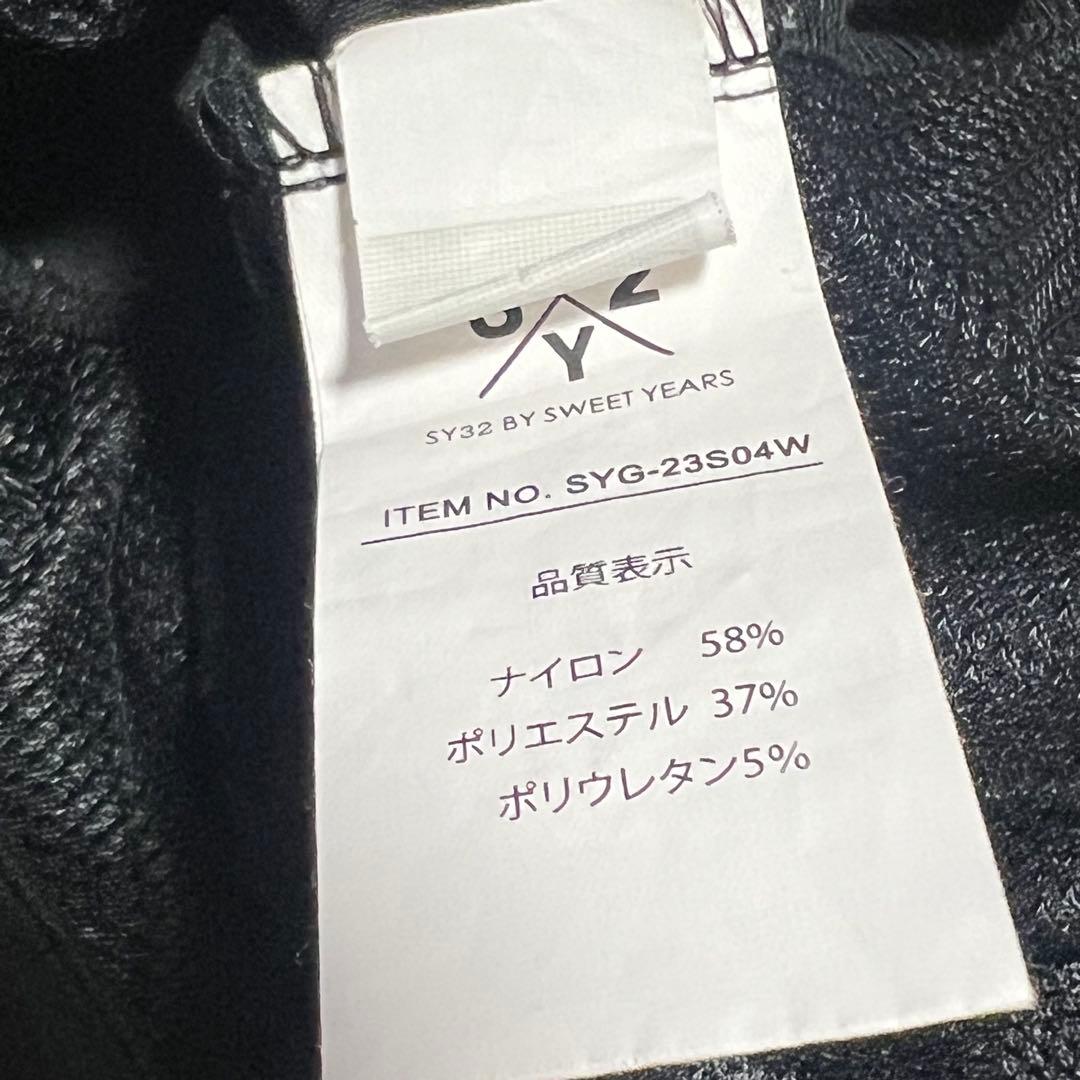 Y
SY32 BY SWEET YEARS
ITEM NO. SYG-23S04W
品質表示
ナイロン 58%
ポリエステル 37%
ポリウレタン5%